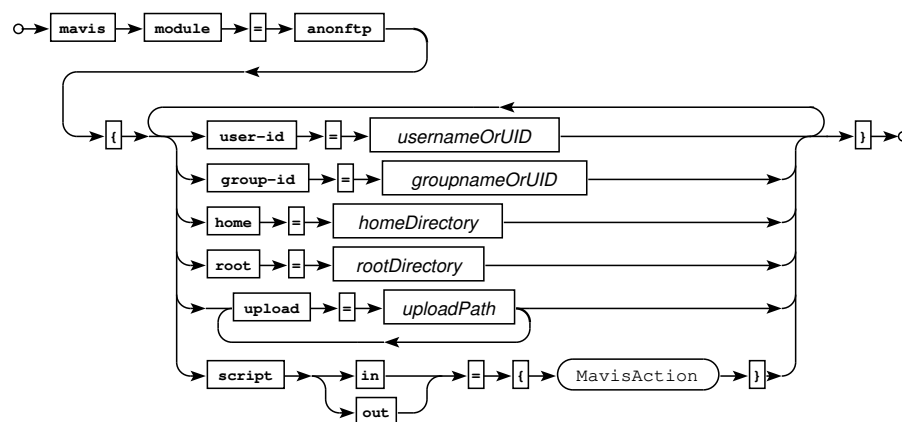 mavis module = anonftp
{ user-id = usernameOrUID }
group-id = groupnameOrUID
home = homeDirectory
root = rootDirectory
upload = uploadPath
script in = { MavisAction }
out